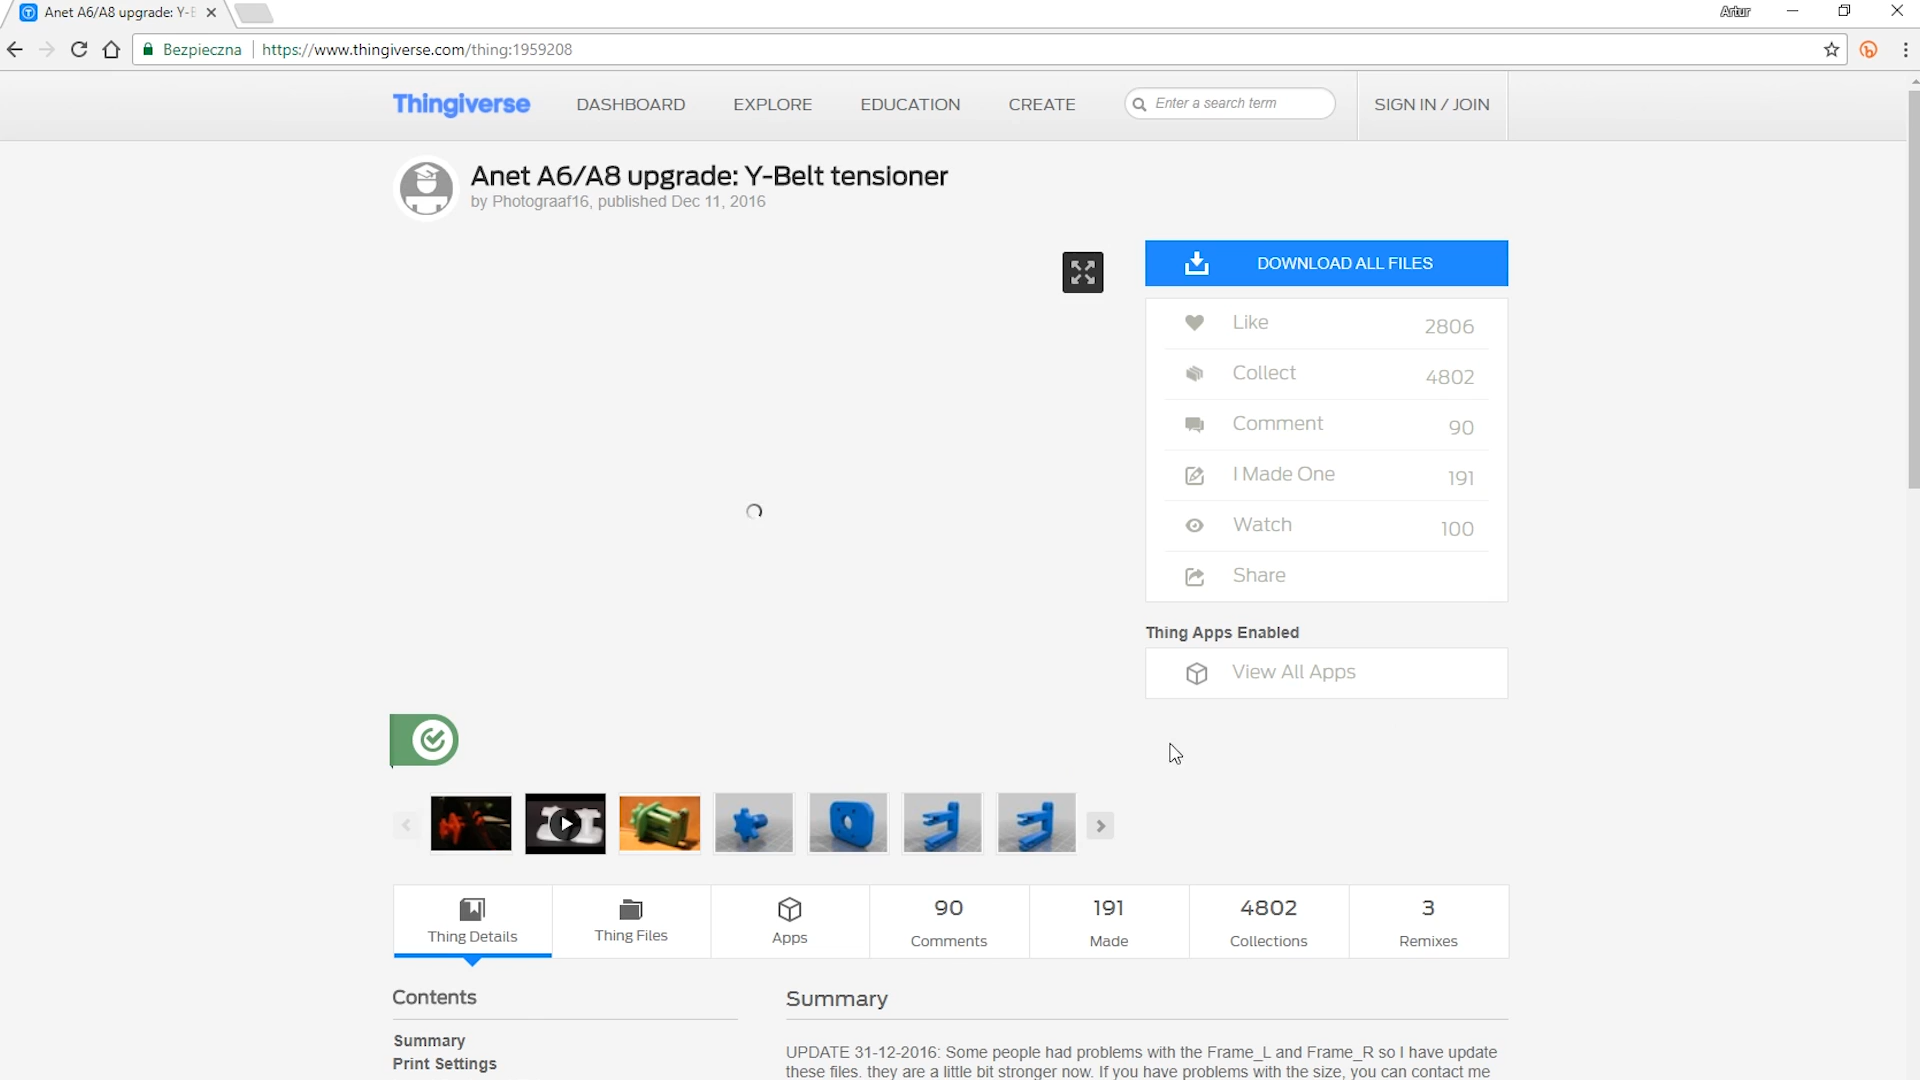 Anet A6/A8 upgrade: Y-E
Artur
Bezpieczna
https://www.thingiverse.com/thing:1959208
Thingiverse
DASHBOARD
EXPLORE
EDUCATION
CREATE
Enter a search term
SIGN IN / JOIN
Anet A6/A8 upgrade: Y-Belt tensioner
by Photograaf16, published Dec 11, 2016
DOWNLOAD ALL FILES
Like 2806
Collect 4802
Comment 90
I Made One 191
Watch 100
Share
Thing Apps Enabled
View All Apps
Thing Details
Thing Files
Apps
90
Comments
191
Made
4802
Collections
3
Remixes
Contents
Summary
Print Settings
Summary
UPDATE 31-12-2016: Some people had problems with the Frame_L and Frame_R so I have update
these files. they are a little bit stronger now. If you have problems with the size, you can contact me